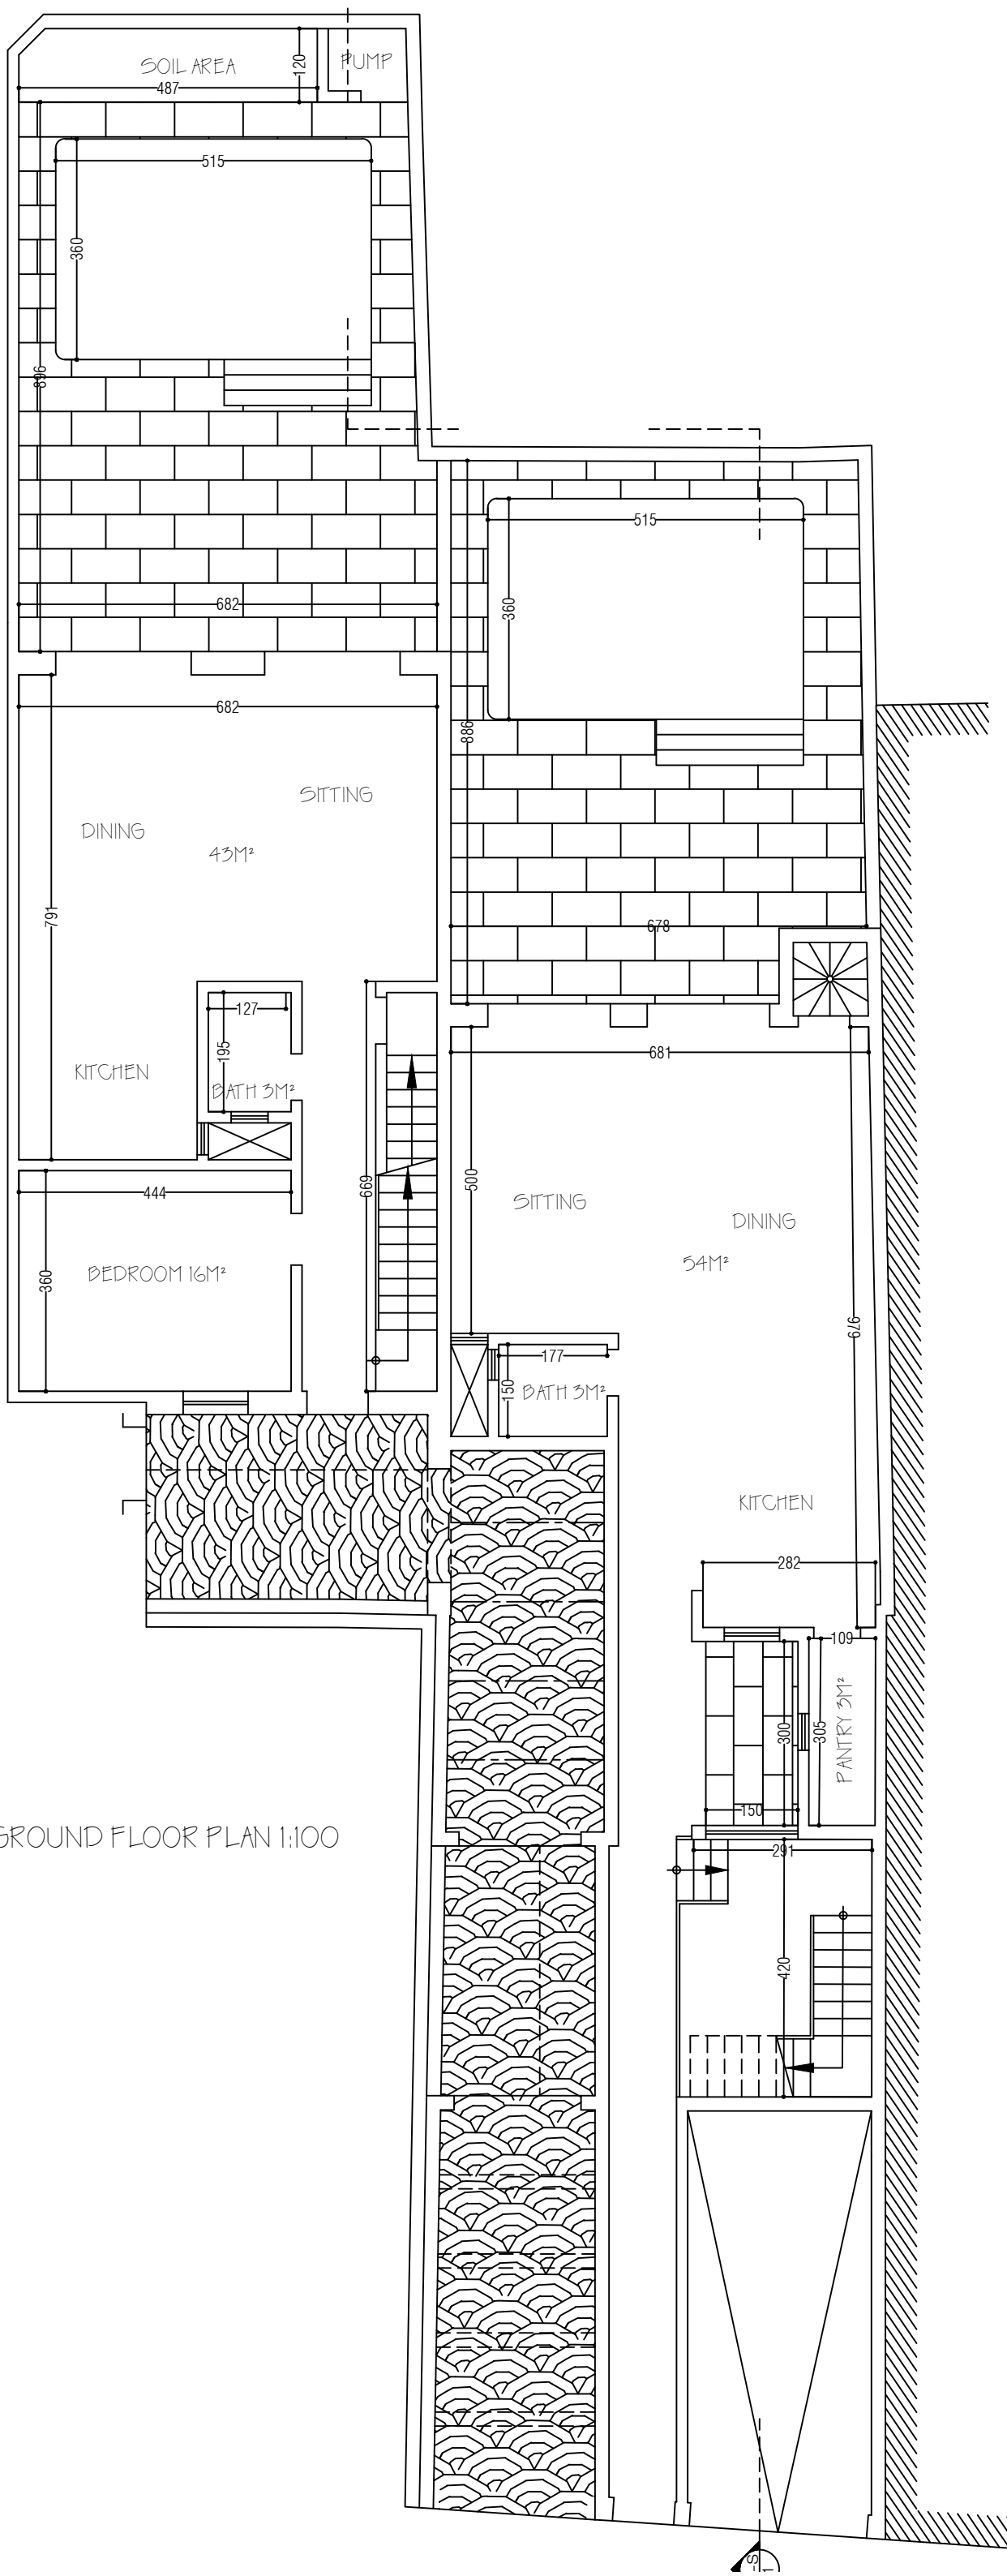 SOIL AREA
120
PUMP
487
515
360
896
515
360
682
682
886
SITTING
DINING
43M²
791
678
127
195
681
KITCHEN
BATH 3M²
500
669
444
SITTING
DINING
360
BEDROOM 16M²
54M²
976
177
150
BATH 3M²
KITCHEN
282
109
PANTRY 3M²
300
305
150
GROUND FLOOR PLAN 1:100
291
420